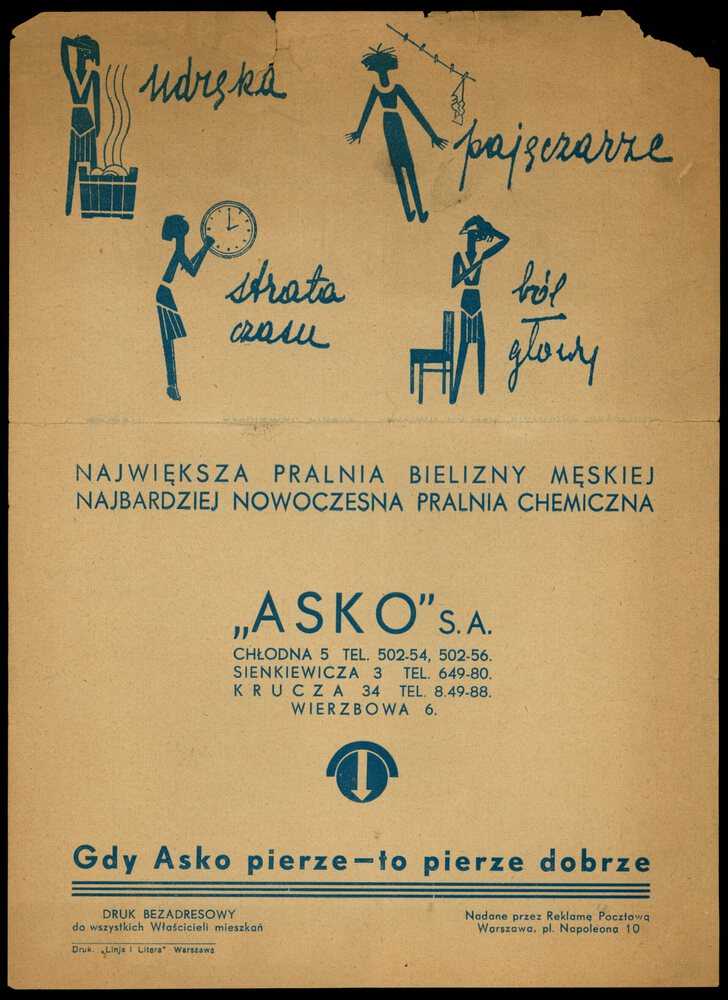 udręka
pajęczarze
strata
czasu
ból
głowy
NAJWIĘKSZA PRALNIA BIELIZNY MĘSKIEJ
NAJBARDZIEJ NOWOCZESNA PRALNIA CHEMICZNA
„ASKO” S.A.
CHŁODNA 5 TEL. 502-54, 502-56.
SIENKIEWICZA 3 TEL. 649-80.
KRUCZA 34 TEL. 8.49-88.
WIERZBOWA 6.
Gdy Asko pierze—to pierze dobrze
DRUK BEZADRESOWY
do wszystkich Właścicieli mieszkań
Druk. „Linja i Litera" Warszawa
Nadane przez Reklamę Pocztową
Warszawa, pl. Napoleona 10